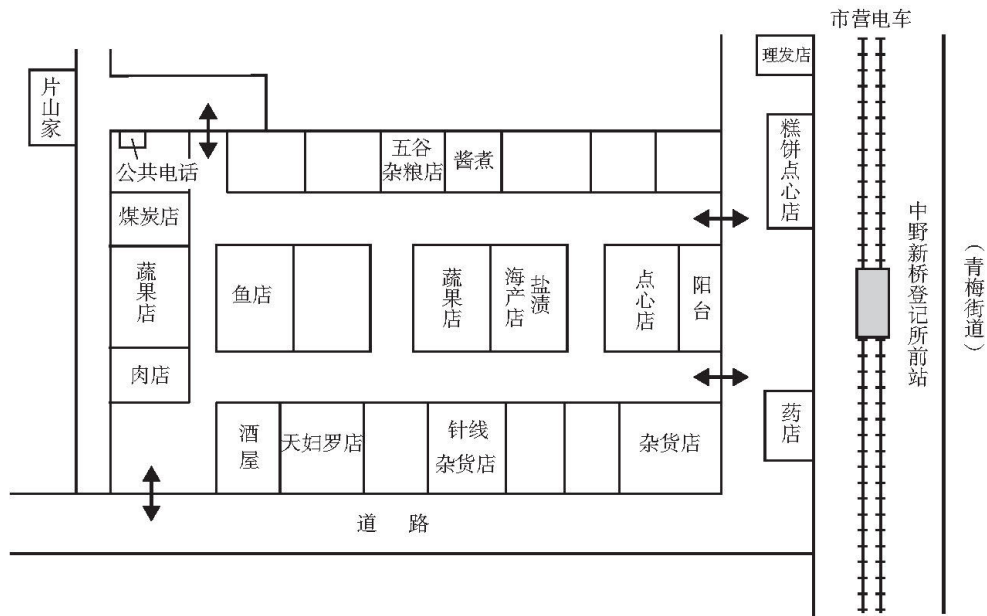 市营电车
理发店
片山家
糕饼点心店
公共电话
五谷
杂粮店
酱煮
煤炭店
中野新桥登记所前站
（青梅街道）
蔬果店
鱼店
蔬果店
盐渍
海产店
点心店
阳台
肉店
药店
酒屋
天妇罗店
针线
杂货店
杂货店
道路